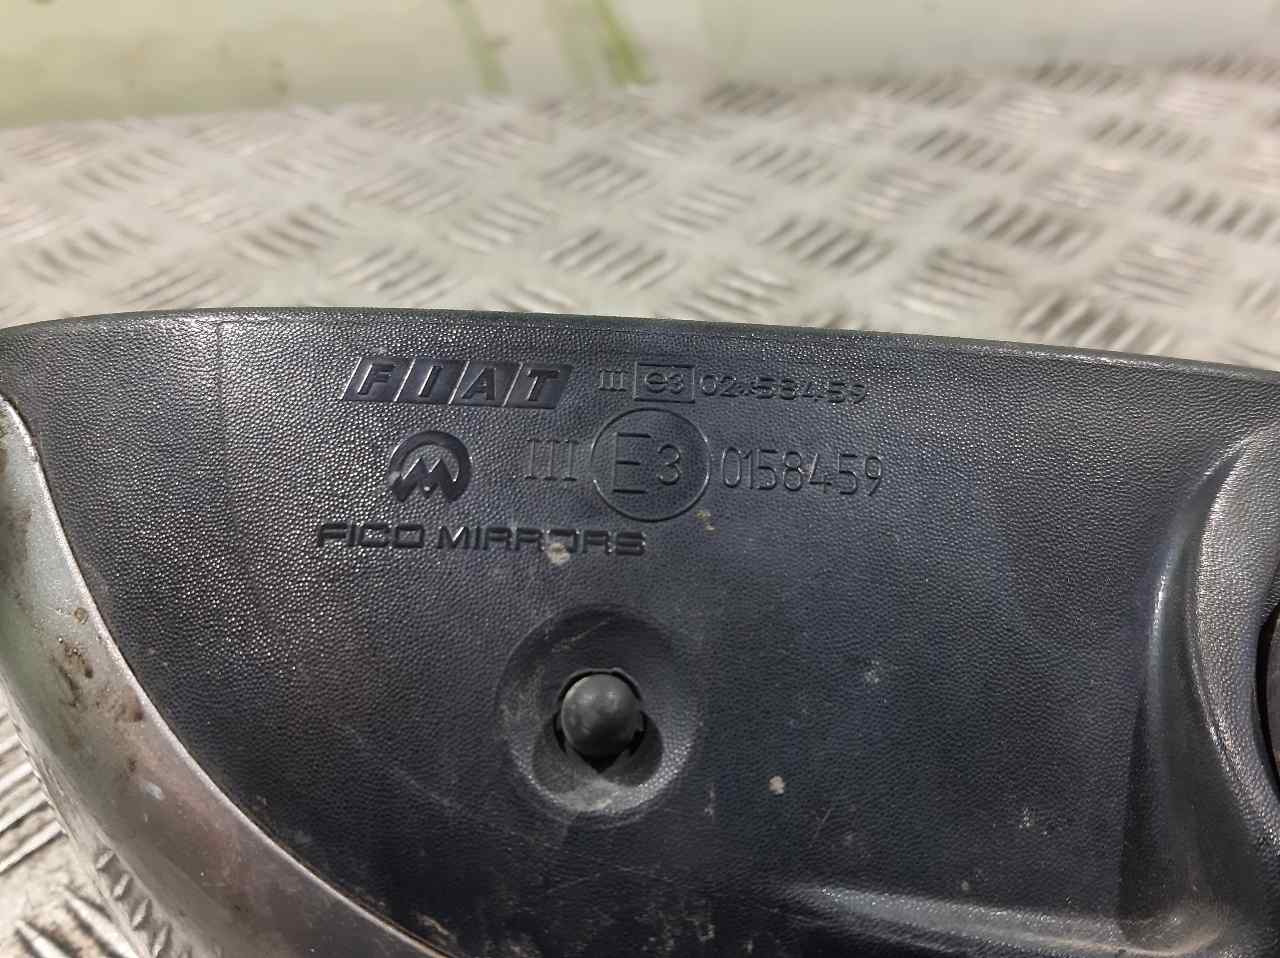 FIAT III e3 02*58459
III E3 0158459
FICO MIRRORS